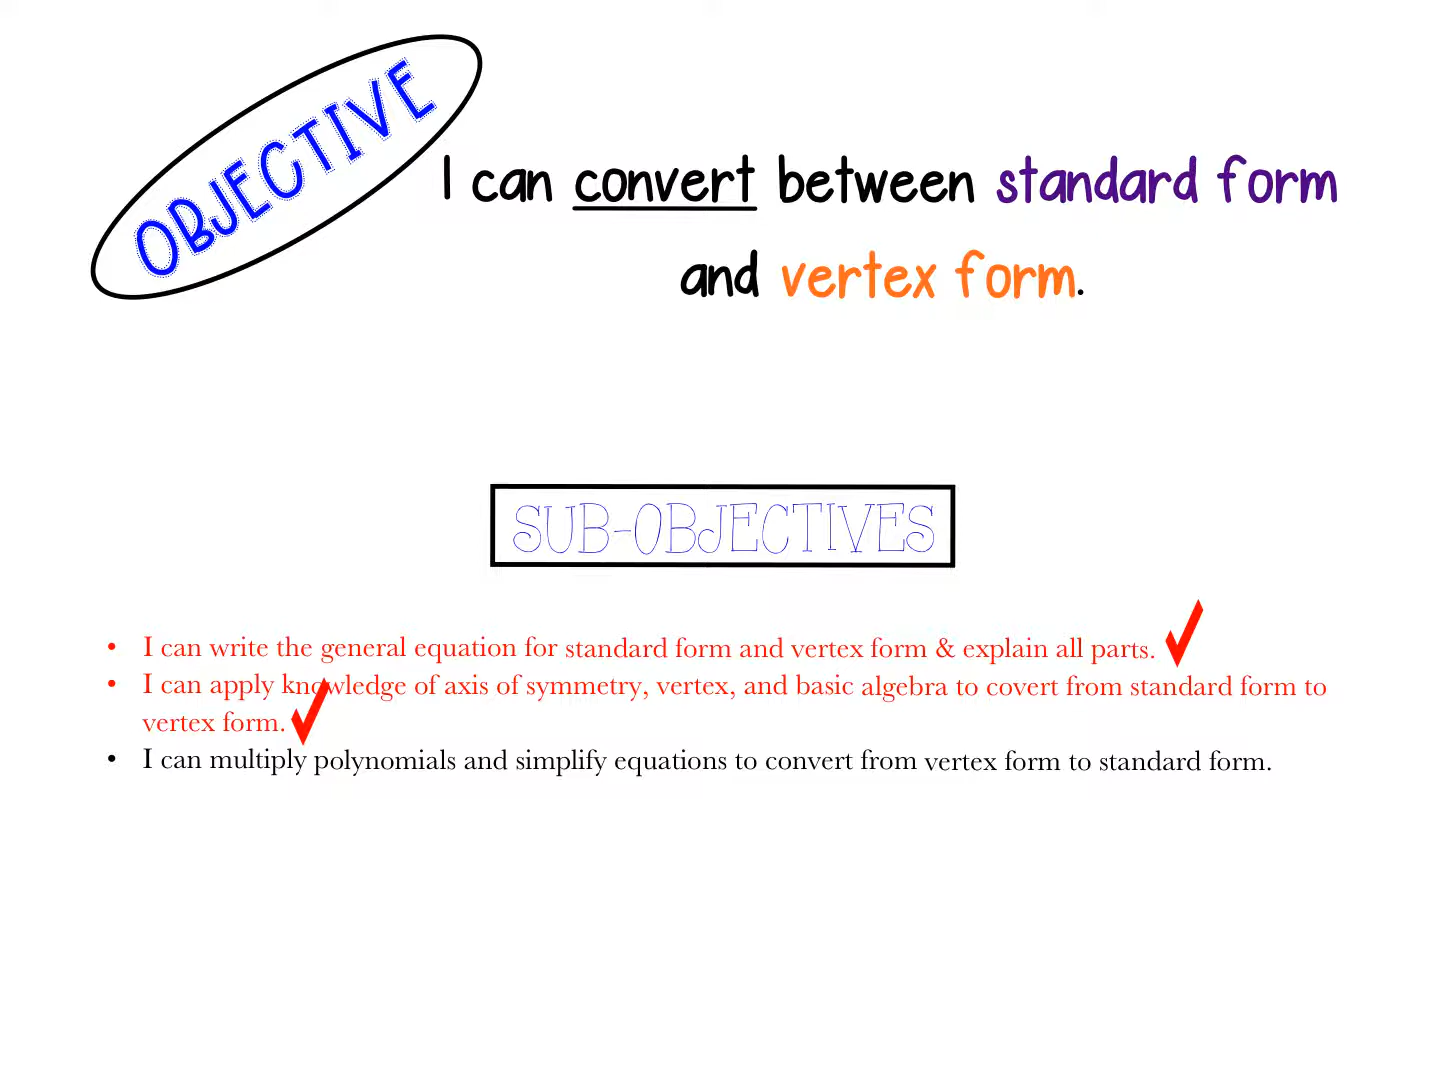 OBJECTIVE
I can convert between standard form
and vertex form.
SUB-OBJECTIVES
• I can write the general equation for standard form and vertex form & explain all parts.
• I can apply knowledge of axis of symmetry, vertex, and basic algebra to covert from standard form to
vertex form.
• I can multiply polynomials and simplify equations to convert from vertex form to standard form.